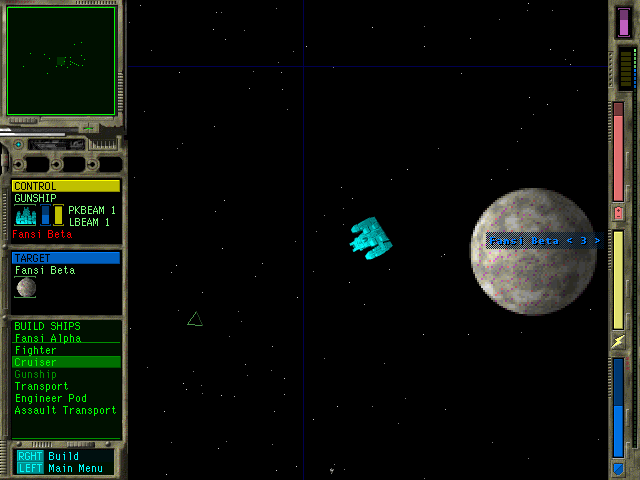 CONTROL
GUNSHIP
PKBEAM 1
LBEAM 1
Fansi Beta
TARGET
Fansi Beta
BUILD SHIPS
Fansi Alpha
Fighter
Cruiser
Gunship
Transport
Engineer Pod
Assault Transport
RGHT Build
LEFT Main Menu
Fansi Beta < 3 >